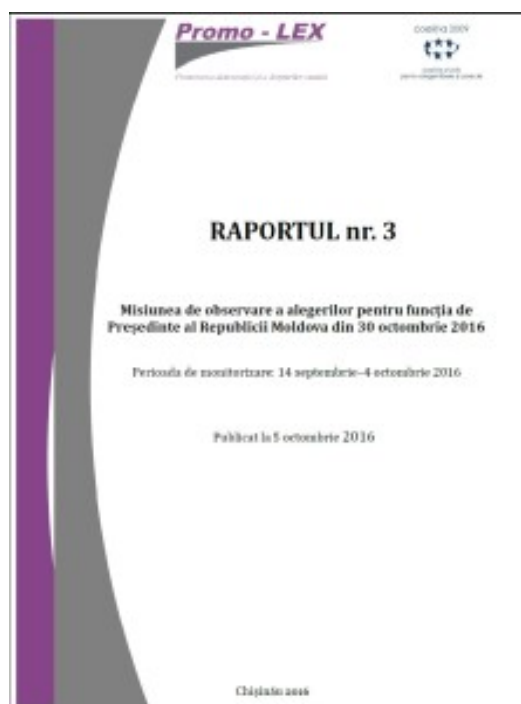 Promo - LEX
RAPORTUL nr. 3
Misiunea de observare a alegerilor pentru funcția de
Președinte al Republicii Moldova din 30 octombrie 2016
Perioada de monitorizare: 14 septembrie–4 octombrie 2016
Publicat la 5 octombrie 2016
Chișinău 2016